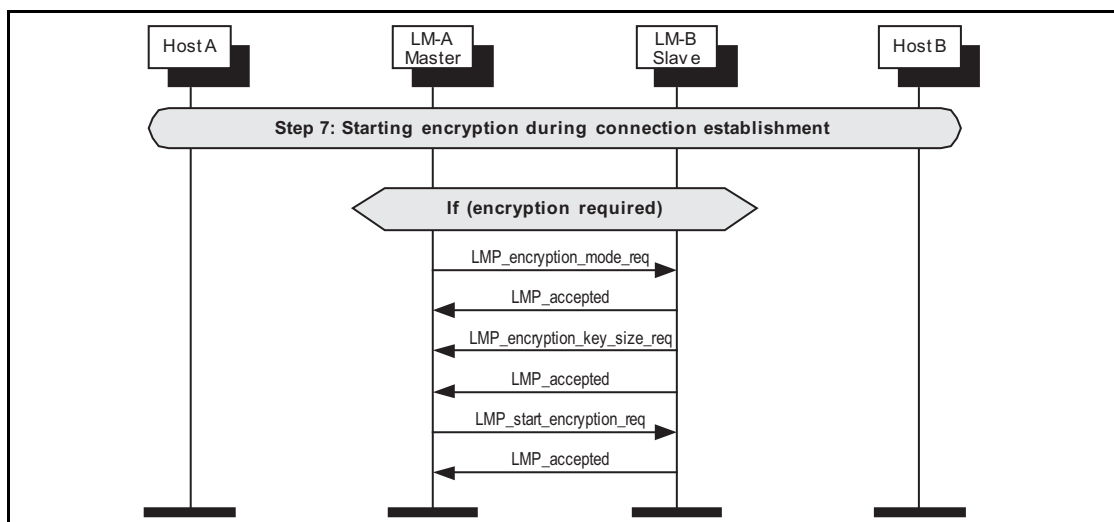 Host A
LM-A
Master
LM-B
Slave
Host B
Step 7: Starting encryption during connection establishment
If (encryption required)
LMP_encryption_mode_req
LMP_accepted
LMP_encryption_key_size_req
LMP_accepted
LMP_start_encryption_req
LMP_accepted